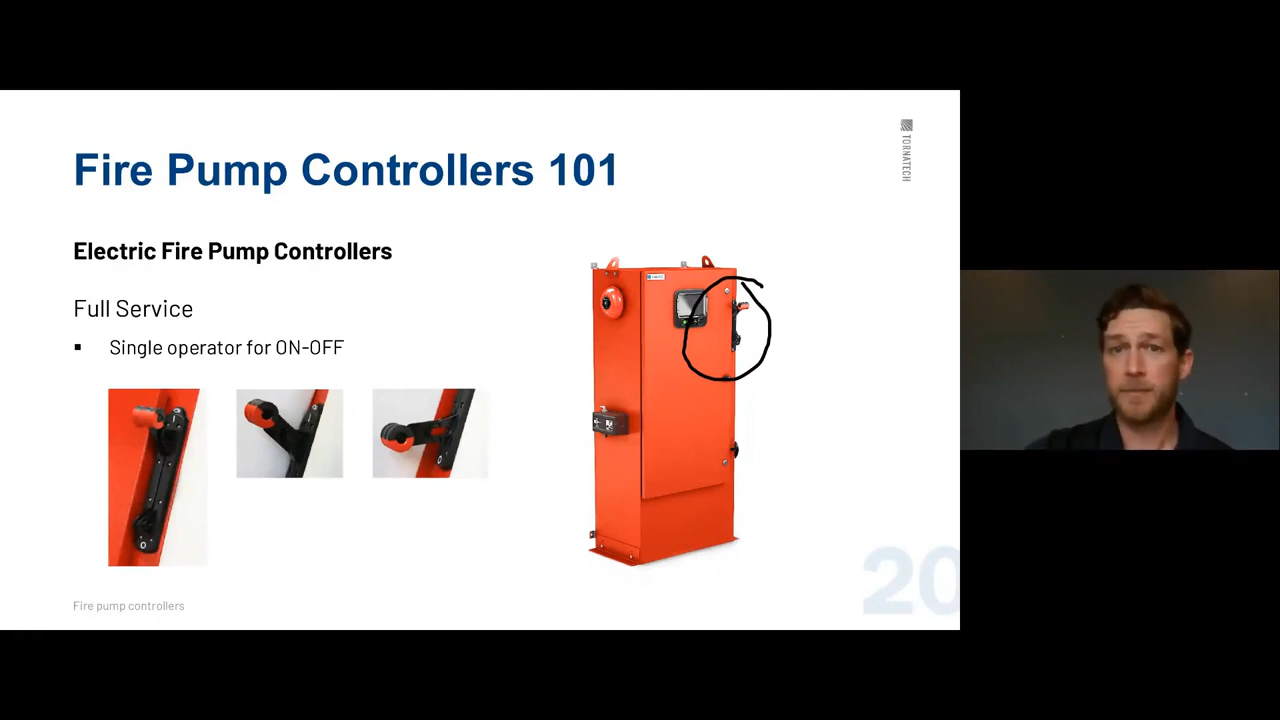 TORNATECH
Fire Pump Controllers 101
Electric Fire Pump Controllers
Full Service
▪ Single operator for ON-OFF
I
O
O
Fire pump controllers
20